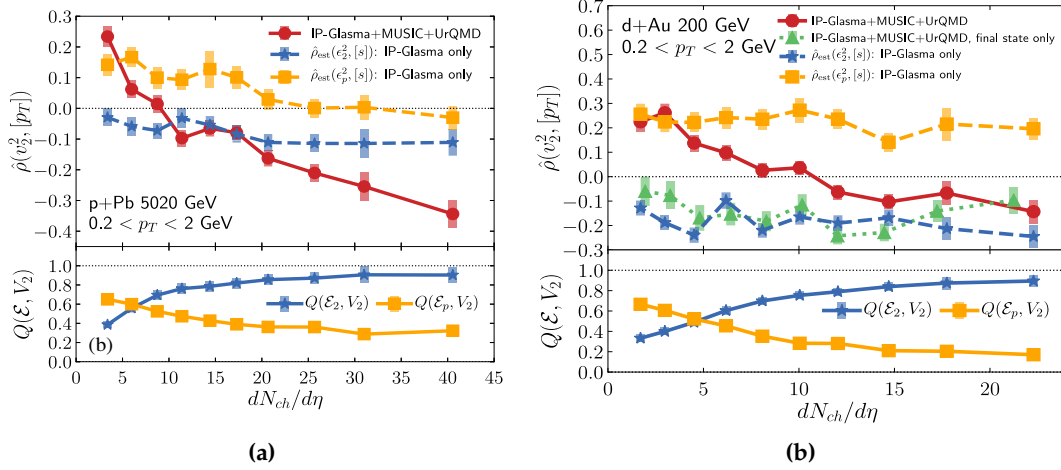 0.3
0.2
0.1
0.0
−0.1
−0.2
−0.3
−0.4
ρ̂(v₂², [p_T])
IP-Glasma+MUSIC+UrQMD
ρ̂_est(ϵ₂², [s]): IP-Glasma only
ρ̂_est(ϵ_p², [s]): IP-Glasma only
p+Pb 5020 GeV
0.2 < p_T < 2 GeV
1.0
0.8
0.6
0.4
0.2
0.0
Q(ℰ, V₂)
Q(ℰ₂, V₂)
Q(ℰ_p, V₂)
(b)
0 5 10 15 20 25 30 35 40 45
dN_ch/dη
(a)
0.7
0.6
0.5
0.4
0.3
0.2
0.1
0.0
−0.1
−0.2
−0.3
ρ̂(v₂², [p_T])
d+Au 200 GeV
0.2 < p_T < 2 GeV
IP-Glasma+MUSIC+UrQMD
IP-Glasma+MUSIC+UrQMD, final state only
ρ̂_est(ϵ₂², [s]): IP-Glasma only
ρ̂_est(ϵ_p², [s]): IP-Glasma only
1.0
0.8
0.6
0.4
0.2
0.0
Q(ℰ, V₂)
Q(ℰ₂, V₂)
Q(ℰ_p, V₂)
0 5 10 15 20
dN_ch/dη
(b)